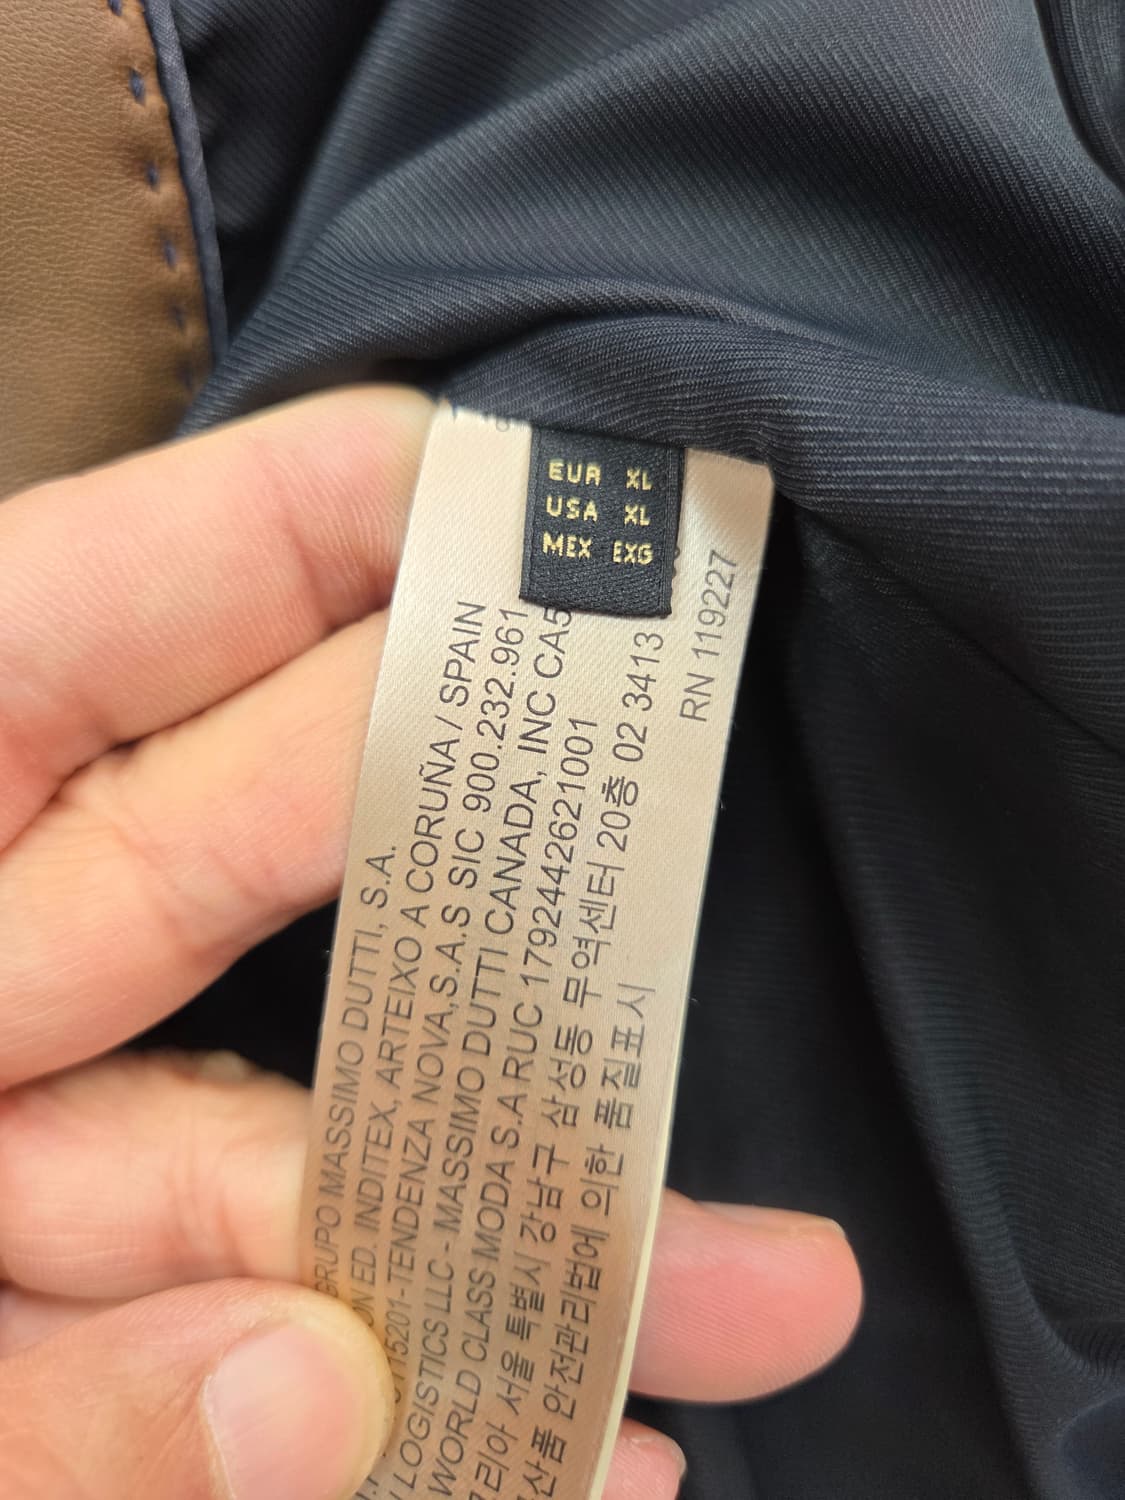 EUR XL
USA XL
MEX EXG
GRUPO MASSIMO DUTTI, S.A.
ED. INDITEX, ARTEIXO A CORUÑA / SPAIN
15201-TENDENZA NOVA,S.A.S SIC 900.232.961
LOGISTICS LLC - MASSIMO DUTTI CANADA, INC CA5
WORLD CLASS MODA S.A RUC 1792442621001
서울 특별시 강남구 삼성동 무역센터 20층 02 3413
안전관리법에 의한 품질표시
RN 119227